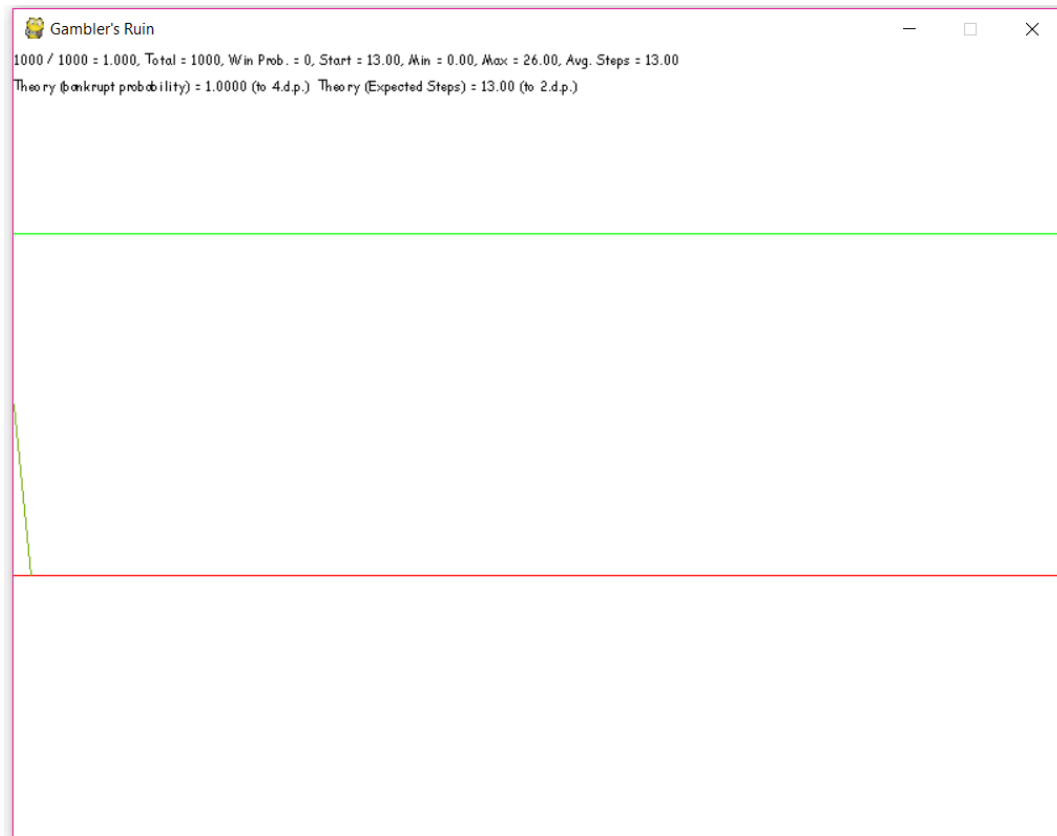 Gambler's Ruin
1000 / 1000 = 1.000, Total = 1000, Win Prob. = 0, Start = 13.00, Min = 0.00, Max = 26.00, Avg. Steps = 13.00
Theory (bankrupt probability) = 1.0000 (to 4.d.p.) Theory (Expected Steps) = 13.00 (to 2.d.p.)